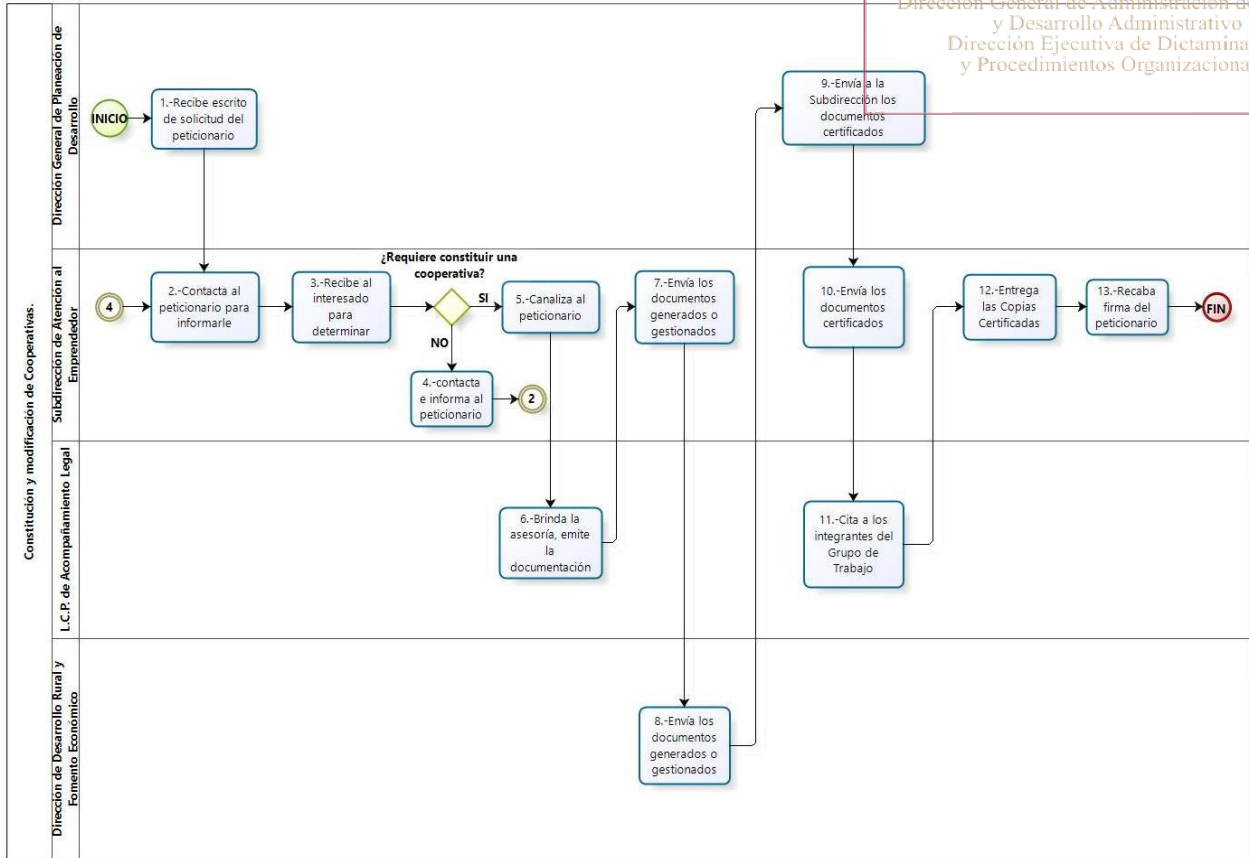 Dirección General de Administración
y Desarrollo Administrativo
Dirección Ejecutiva de
y Procedimientos
Constitución y modificación de Cooperativas.
Dirección General de Planeación de
Desarrollo
INICIO
1.-Recibe escrito
de solicitud del
peticionario
9.-Envía a la
Subdirección los
documentos
certificados
Subdirección de Atención al
Emprendedor
4
2.-Contacta al
peticionario para
informarle
3.-Recibe al
interesado
para
determinar
¿Requiere constituir una
cooperativa?
SI
NO
4.-contacta
e informa al
peticionario
2
5.-Canaliza al
peticionario
7.-Envía los
documentos
generados o
gestionados
10.-Envía los
documentos
certificados
12.-Entrega
las Copias
Certificadas
13.-Recaba
firma del
peticionario
FIN
L.C.P. de Acompañamiento Legal
6.-Brinda la
asesoría, emite
la
documentación
11.-Cita a los
integrantes del
Grupo de
Trabajo
Dirección de Desarrollo Rural y
Fomento Económico
8.-Envía los
documentos
generados o
gestionados